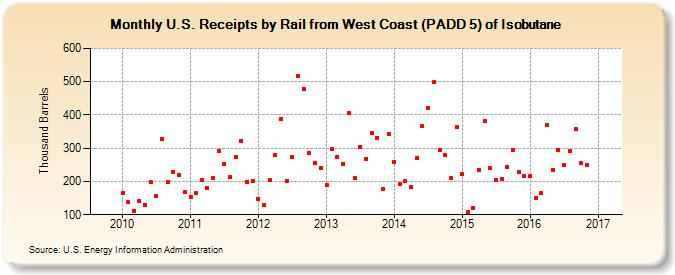 Monthly U.S. Receipts by Rail from West Coast (PADD 5) of Isobutane
Thousand Barrels
600
500
400
300
200
100
2010 2011 2012 2013 2014 2015 2016 2017
Source: U.S. Energy Information Administration